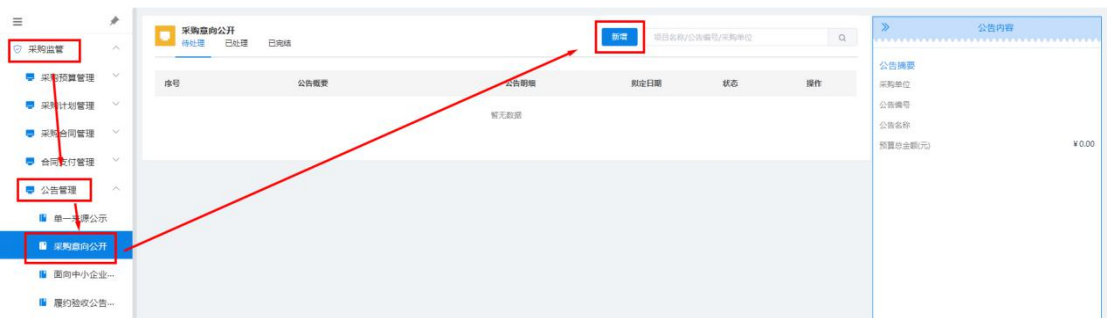 采购监管
采购预算管理
采购计划管理
采购合同管理
合同支付管理
公告管理
单一来源公示
采购意向公开
面向中小企业...
履约验收公告...
采购意向公开
待处理 已处理 已完结
新增 项目名称/公告编号/采购单位
序号 公告概要 公告明细 拟定日期 状态 操作
暂无数据
公告内容
公告摘要
采购单位
公告编号
公告名称
预算总金额(元) ¥ 0.00